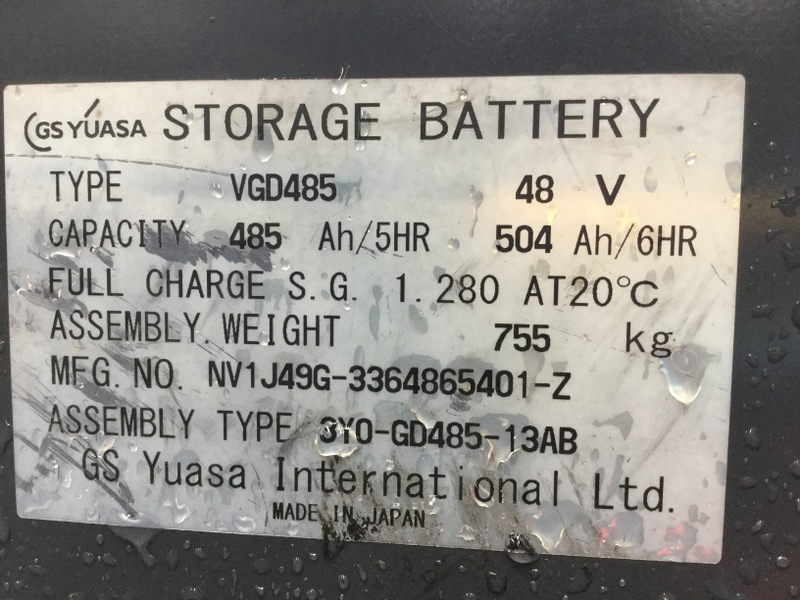 GS YUASA STORAGE BATTERY
TYPE VGD485 48 V
CAPACITY 485 Ah/5HR 504 Ah/6HR
FULL CHARGE S.G. 1.280 AT20℃
ASSEMBLY.WEIGHT 755 kg
MFG.NO. NV1J49G-3364865401-Z
ASSEMBLY TYPE 3Y0-GD485-13AB
GS Yuasa International Ltd.
MADE IN JAPAN